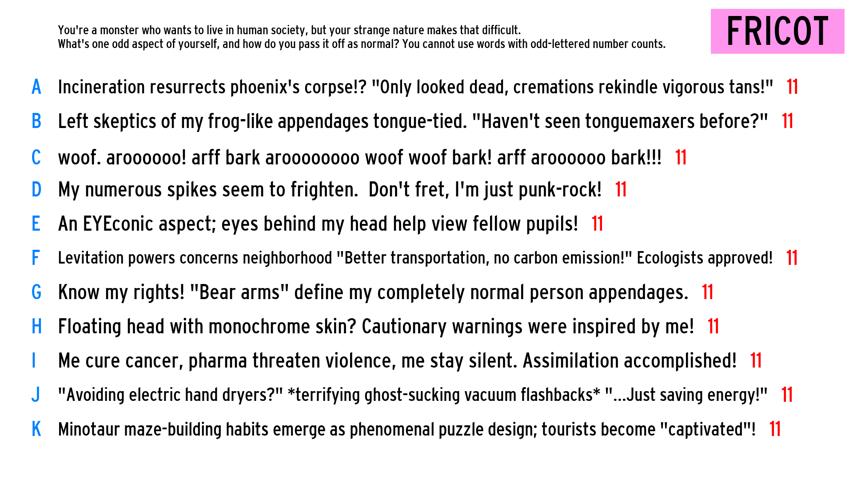 You're a monster who wants to live in human society, but your strange nature makes that difficult.
What's one odd aspect of yourself, and how do you pass it off as normal? You cannot use words with odd-lettered number counts.
FRICOT
A Incineration resurrects phoenix's corpse!? "Only looked dead, cremations rekindle vigorous tans!" 11
B Left skeptics of my frog-like appendages tongue-tied. "Haven't seen tonguemaxers before?" 11
C woof. aroooooo! arff bark aroooooooo woof woof bark! arff aroooooo bark!!! 11
D My numerous spikes seem to frighten.  Don't fret, I'm just punk-rock! 11
E An EYEconic aspect; eyes behind my head help view fellow pupils! 11
F Levitation powers concerns neighborhood "Better transportation, no carbon emission!" Ecologists approved! 11
G Know my rights! "Bear arms" define my completely normal person appendages. 11
H Floating head with monochrome skin? Cautionary warnings were inspired by me! 11
I Me cure cancer, pharma threaten violence, me stay silent. Assimilation accomplished! 11
J "Avoiding electric hand dryers?" *terrifying ghost-sucking vacuum flashbacks* "...Just saving energy!" 11
K Minotaur maze-building habits emerge as phenomenal puzzle design; tourists become "captivated"! 11